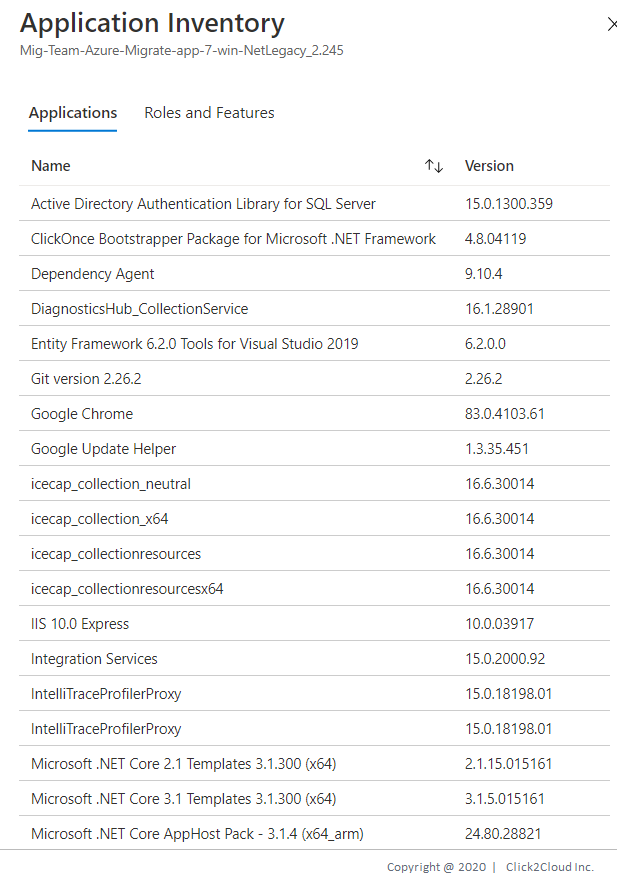 Application Inventory
Mig-Team-Azure-Migrate-app-7-win-NetLegacy_2.245
Applications Roles and Features
Name Version
Active Directory Authentication Library for SQL Server 15.0.1300.359
ClickOnce Bootstrapper Package for Microsoft .NET Framework 4.8.04119
Dependency Agent 9.10.4
DiagnosticsHub_CollectionService 16.1.28901
Entity Framework 6.2.0 Tools for Visual Studio 2019 6.2.0.0
Git version 2.26.2 2.26.2
Google Chrome 83.0.4103.61
Google Update Helper 1.3.35.451
icecap_collection_neutral 16.6.30014
icecap_collection_x64 16.6.30014
icecap_collectionresources 16.6.30014
icecap_collectionresourcesx64 16.6.30014
IIS 10.0 Express 10.0.03917
Integration Services 15.0.2000.92
IntelliTraceProfilerProxy 15.0.18198.01
IntelliTraceProfilerProxy 15.0.18198.01
Microsoft .NET Core 2.1 Templates 3.1.300 (x64) 2.1.15.015161
Microsoft .NET Core 3.1 Templates 3.1.300 (x64) 3.1.5.015161
Microsoft .NET Core AppHost Pack - 3.1.4 (x64_arm) 24.80.28821
Copyright @ 2020 | Click2Cloud Inc.